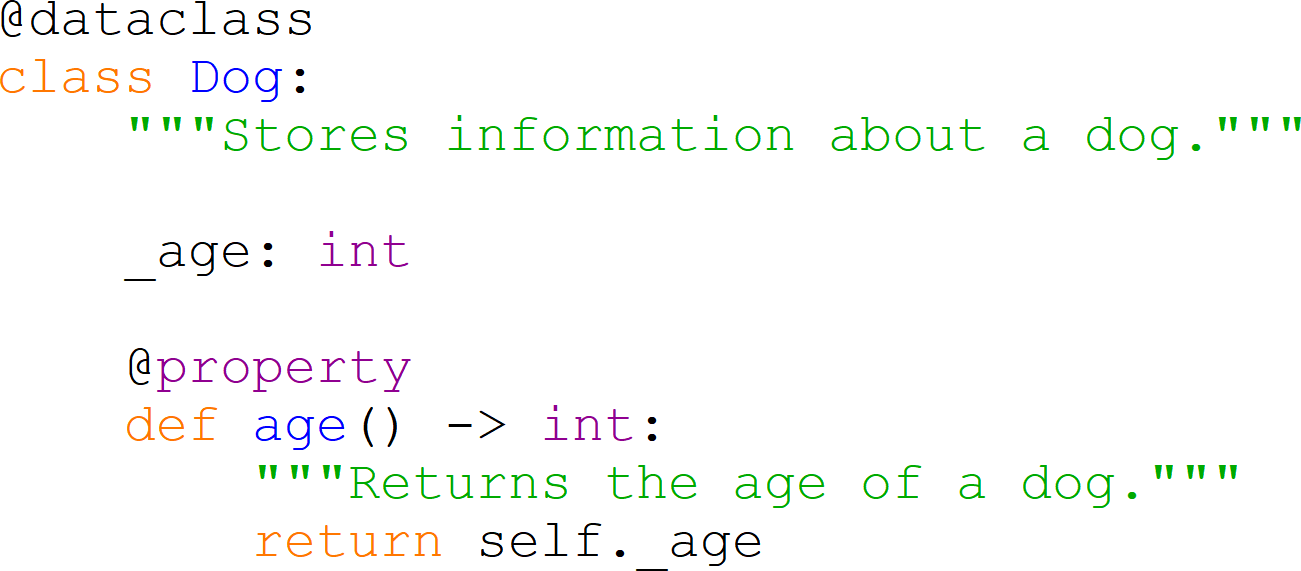 @dataclass
class Dog:
    """Stores information about a dog."""

    _age: int

    @property
    def age() -> int:
        """Returns the age of a dog."""
        return self._age